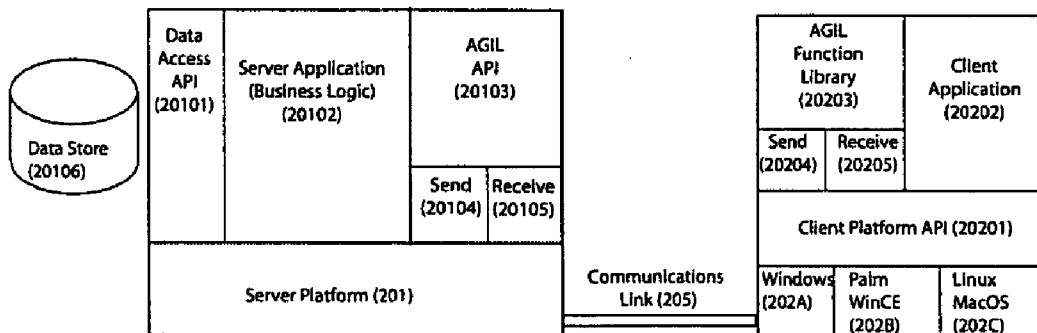 Data Store
(20106)
Data
Access
API
(20101)
Server Application
(Business Logic)
(20102)
AGIL
API
(20103)
Send
(20104)
Receive
(20105)
Server Platform (201)
Communications
Link (205)
AGIL
Function
Library
(20203)
Client
Application
(20202)
Send
(20204)
Receive
(20205)
Client Platform API (20201)
Windows
(202A)
Palm
WinCE
(202B)
Linux
MacOS
(202C)